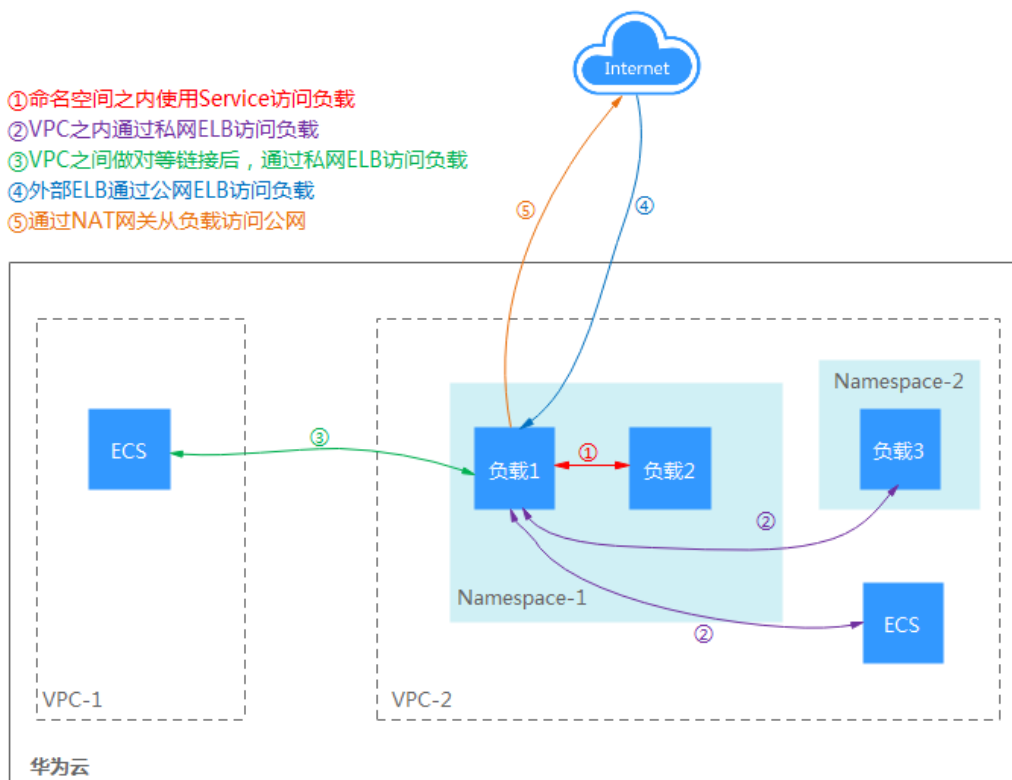 Internet
①命名空间之内使用Service访问负载
②VPC之内通过私网ELB访问负载
③VPC之间做对等链接后，通过私网ELB访问负载
④外部ELB通过公网ELB访问负载
⑤通过NAT网关从负载访问公网
⑤
④
Namespace-2
ECS
③
负载1
①
负载2
负载3
②
Namespace-1
②
ECS
VPC-1
VPC-2
华为云